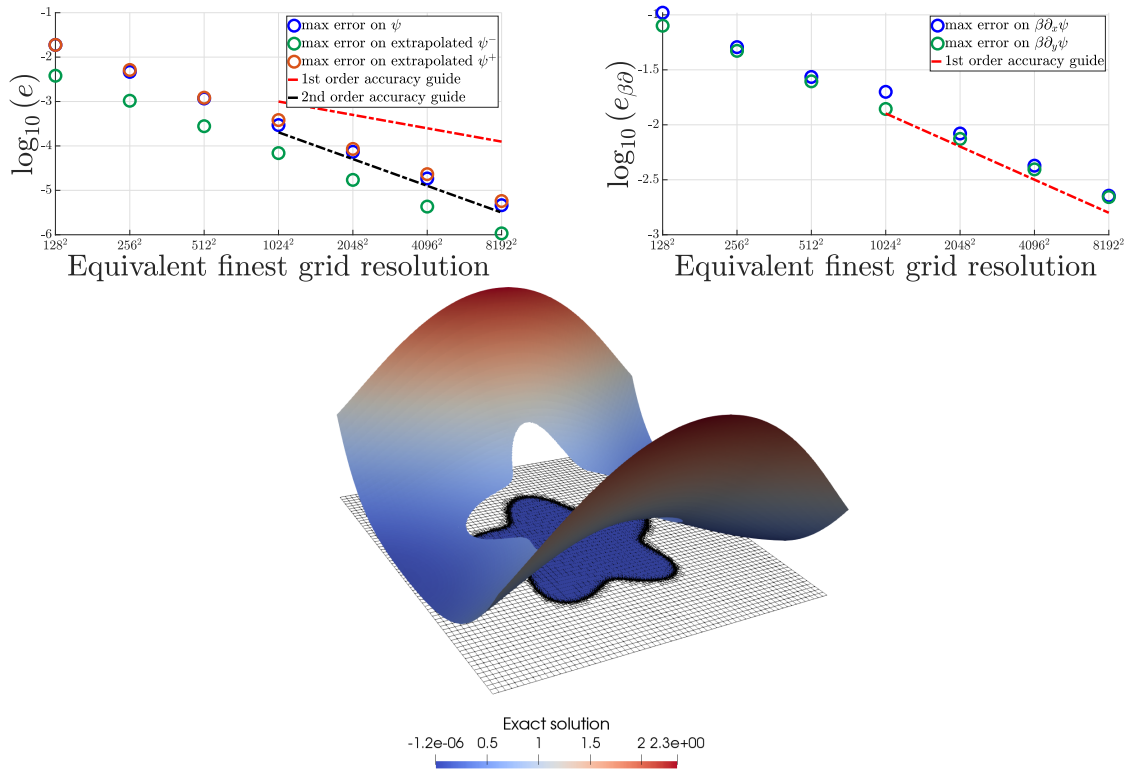 -1
-2
-3
-4
-5
-6
log₁₀(e)
max error on ψ
max error on extrapolated ψ⁻
max error on extrapolated ψ⁺
1st order accuracy guide
2nd order accuracy guide
128² 256² 512² 1024² 2048² 4096² 8192²
Equivalent finest grid resolution
-1
-1.5
-2
-2.5
-3
log₁₀(e_β∂)
max error on β∂ₓψ
max error on β∂_yψ
1st order accuracy guide
128² 256² 512² 1024² 2048² 4096² 8192²
Equivalent finest grid resolution
Exact solution
-1.2e-06 0.5 1 1.5 2 2.3e+00